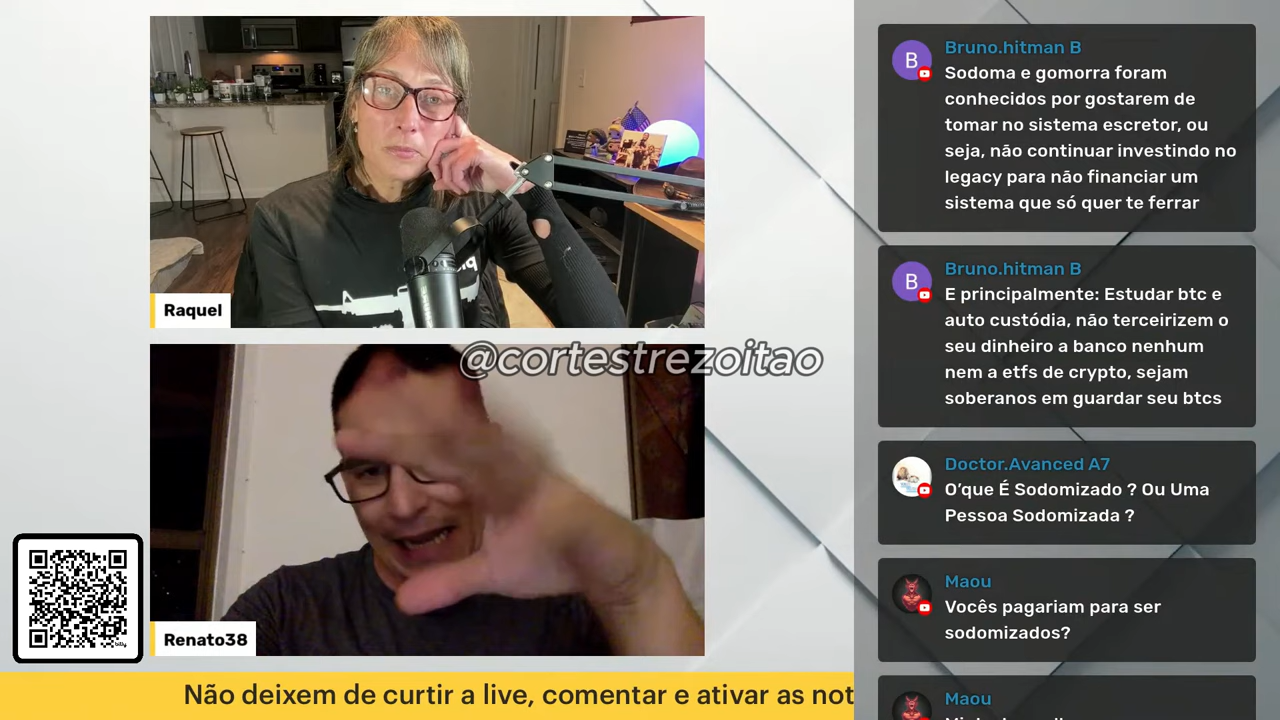 Raquel
@cortestrezoitao
Renato38
Não deixem de curtir a live, comentar e ativar as not
Bruno.hitman B
Sodoma e gomorra foram
conhecidos por gostarem de
tomar no sistema escretor, ou
seja, não continuar investindo no
legacy para não financiar um
sistema que só quer te ferrar
Bruno.hitman B
E principalmente: Estudar btc e
auto custódia, não terceirizem o
seu dinheiro a banco nenhum
nem a etfs de crypto, sejam
soberanos em guardar seu btcs
Doctor.Avanced A7
O'que É Sodomizado ? Ou Uma
Pessoa Sodomizada ?
Maou
Vocês pagariam para ser
sodomizados?
Maou